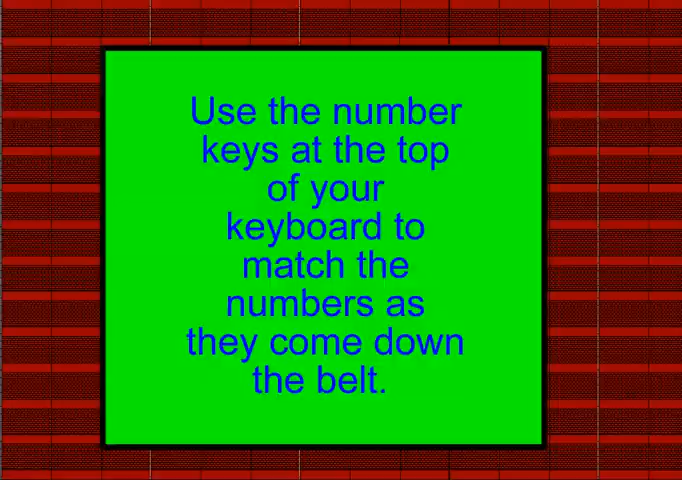 Use the number
keys at the top
of your
keyboard to
match the
numbers as
they come down
the belt.